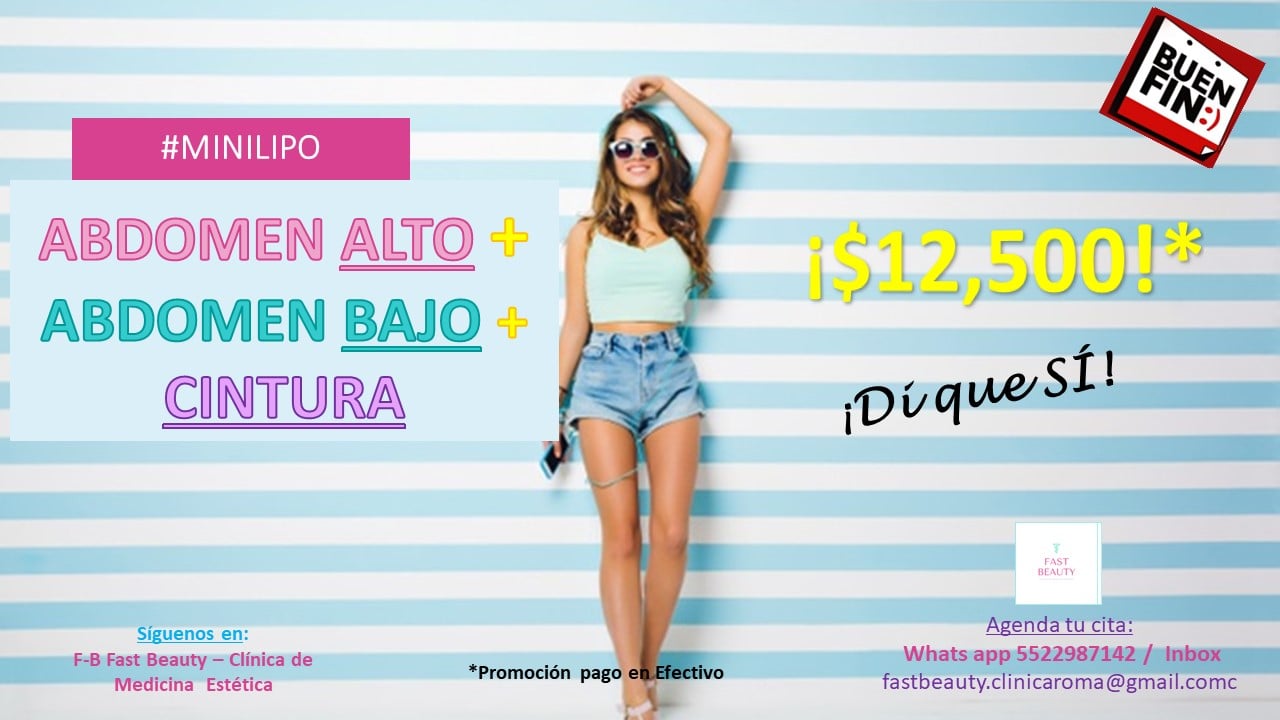 BUEN
FIN:)
#MINILIPO
ABDOMEN ALTO +
ABDOMEN BAJO +
CINTURA
¡$12,500!*
¡Di que SÍ!
FAST
BEAUTY
Síguenos en:
F-B Fast Beauty – Clínica de
Medicina Estética
*Promoción pago en Efectivo
Agenda tu cita:
Whats app 5522987142 / Inbox
fastbeauty.clinicaroma@gmail.comc